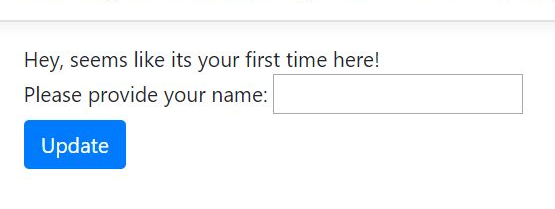 Hey, seems like its your first time here!
Please provide your name:
Update